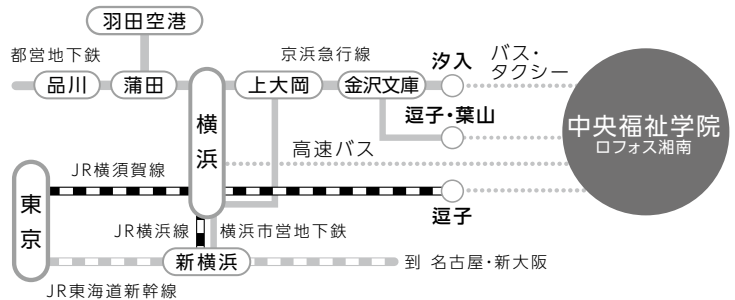 羽田空港
都営地下鉄
京浜急行線
品川
蒲田
上大岡
金沢文庫
汐入
バス・
タクシー
逗子・葉山
横浜
高速バス
中央福祉学院
ロフォス湘南
JR横須賀線
東京
逗子
JR横浜線
横浜市営地下鉄
新横浜
到 名古屋・新大阪
JR東海道新幹線